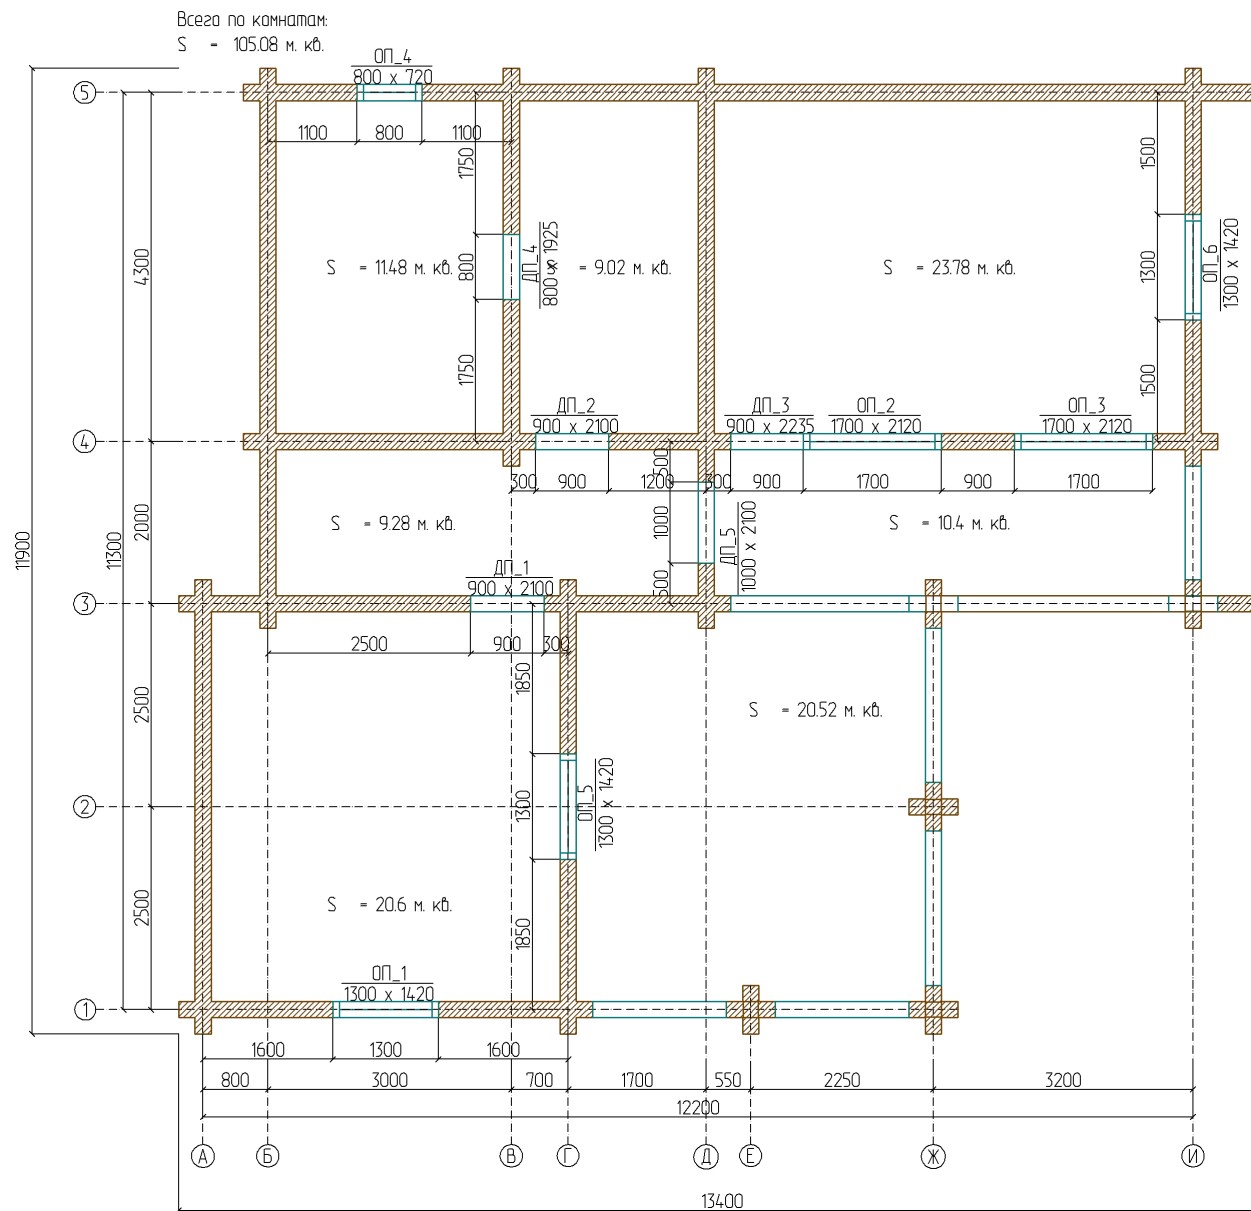 Всего по комнатам:
S = 105.08 м. кв.
ОП_4
800 x 720
5
1100
800
1100
1750
1500
ДП_4
800 x 1925
ОП_6
1300 x 1420
4300
S = 11.48 м. кв.
800
S = 9.02 м. кв.
S = 23.78 м. кв.
1300
1750
1500
ДП_2
900 x 2100
ДП_3
900 x 2235
ОП_2
1700 x 2120
ОП_3
1700 x 2120
4
500
300
900
1200
300
900
1700
900
1700
11900
11300
2000
S = 9.28 м. кв.
1000
ДП_5
1000 x 2100
S = 10.4 м. кв.
ДП_1
900 x 2100
500
3
2500
900
300
1850
2500
S = 20.52 м. кв.
2
1300
ОП_5
1300 x 1420
2500
S = 20.6 м. кв.
1850
ОП_1
1300 x 1420
1
1600
1300
1600
800
3000
700
1700
550
2250
3200
12200
А
Б
В
Г
Д
Е
Ж
И
13400